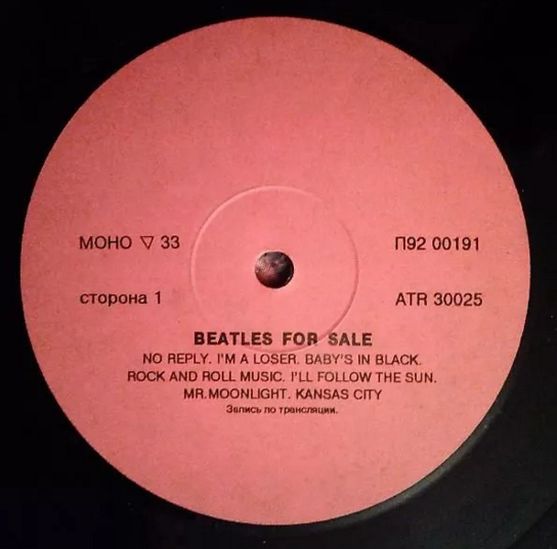 МОНО ▽ 33
П92 00191
сторона 1
ATR 30025
BEATLES FOR SALE
NO REPLY. I'M A LOSER. BABY'S IN BLACK.
ROCK AND ROLL MUSIC. I'LL FOLLOW THE SUN.
MR.MOONLIGHT. KANSAS CITY
Запись по трансляции.